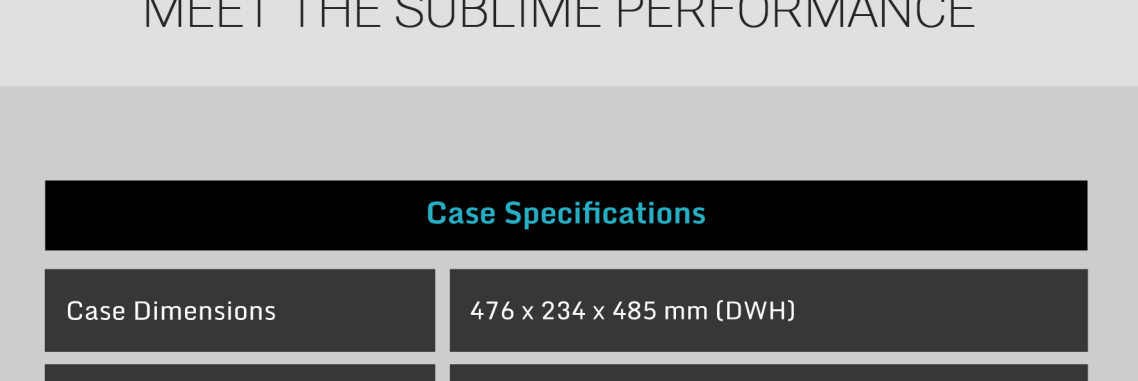 MEET THE SUBLIME PERFORMANCE
Case Specifications
Case Dimensions
476 x 234 x 485 mm (DWH)